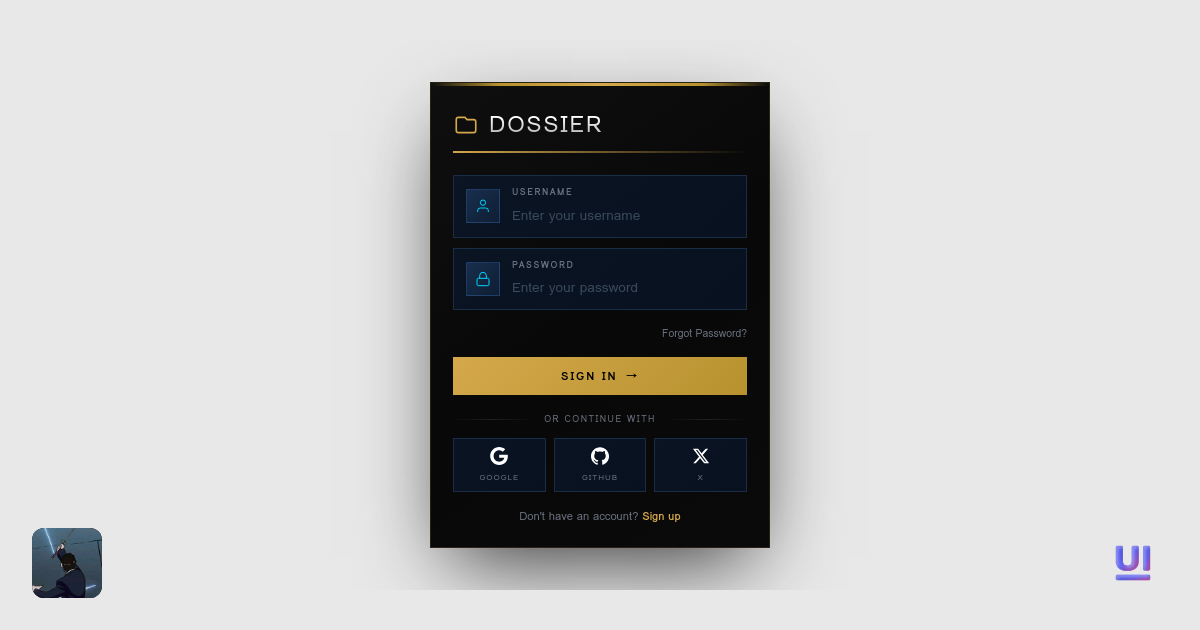 DOSSIER
USERNAME
Enter your username
PASSWORD
Enter your password
Forgot Password?
SIGN IN →
OR CONTINUE WITH
GOOGLE
GITHUB
X
Don't have an account? Sign up
UI